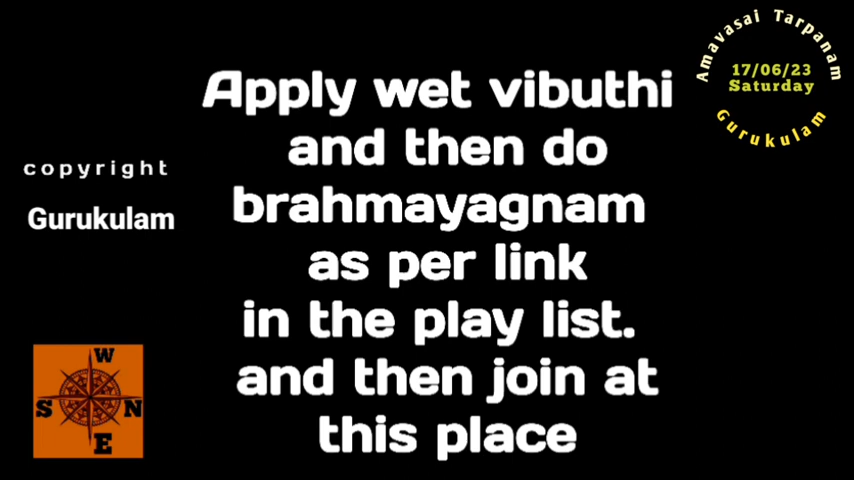 Amavasai Tarpanam
17/06/23
Saturday
Gurukulam
Apply wet vibuthi
and then do
brahmayagnam
as per link
in the play list.
and then join at
this place
copyright
Gurukulam
W
S N
E